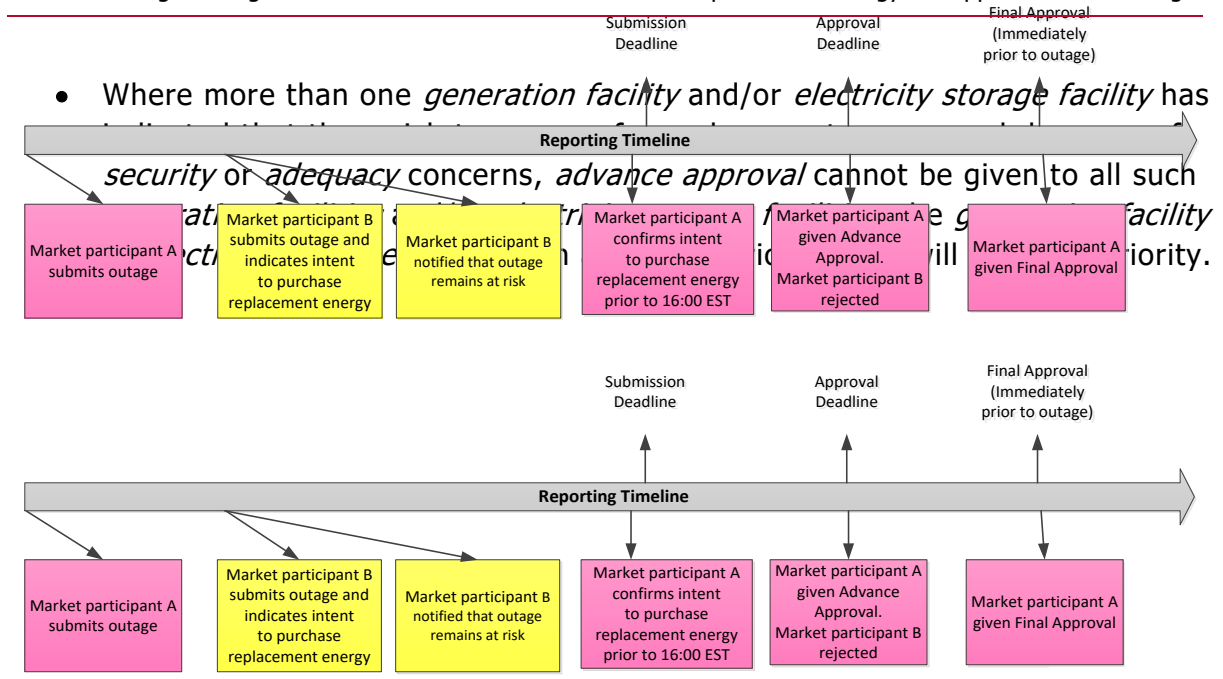 Submission
Deadline
Approval
Deadline
Final Approval
(Immediately
prior to outage)
• Where more than one generation facility and/or electricity storage facility has
Reporting Timeline
security or adequacy concerns, advance approval cannot be given to all such
facility
will
Market participant A
submits outage
Market participant B
submits outage and
indicates intent
to purchase
replacement energy
Market participant B
notified that outage
remains at risk
Market participant A
confirms intent
to purchase
replacement energy
prior to 16:00 EST
Market participant A
given Advance
Approval.
Market participant B
rejected
Market participant A
given Final Approval
Submission
Deadline
Approval
Deadline
Final Approval
(Immediately
prior to outage)
Reporting Timeline
Market participant A
submits outage
Market participant B
submits outage and
indicates intent
to purchase
replacement energy
Market participant B
notified that outage
remains at risk
Market participant A
confirms intent
to purchase
replacement energy
prior to 16:00 EST
Market participant A
given Advance
Approval.
Market participant B
rejected
Market participant A
given Final Approval